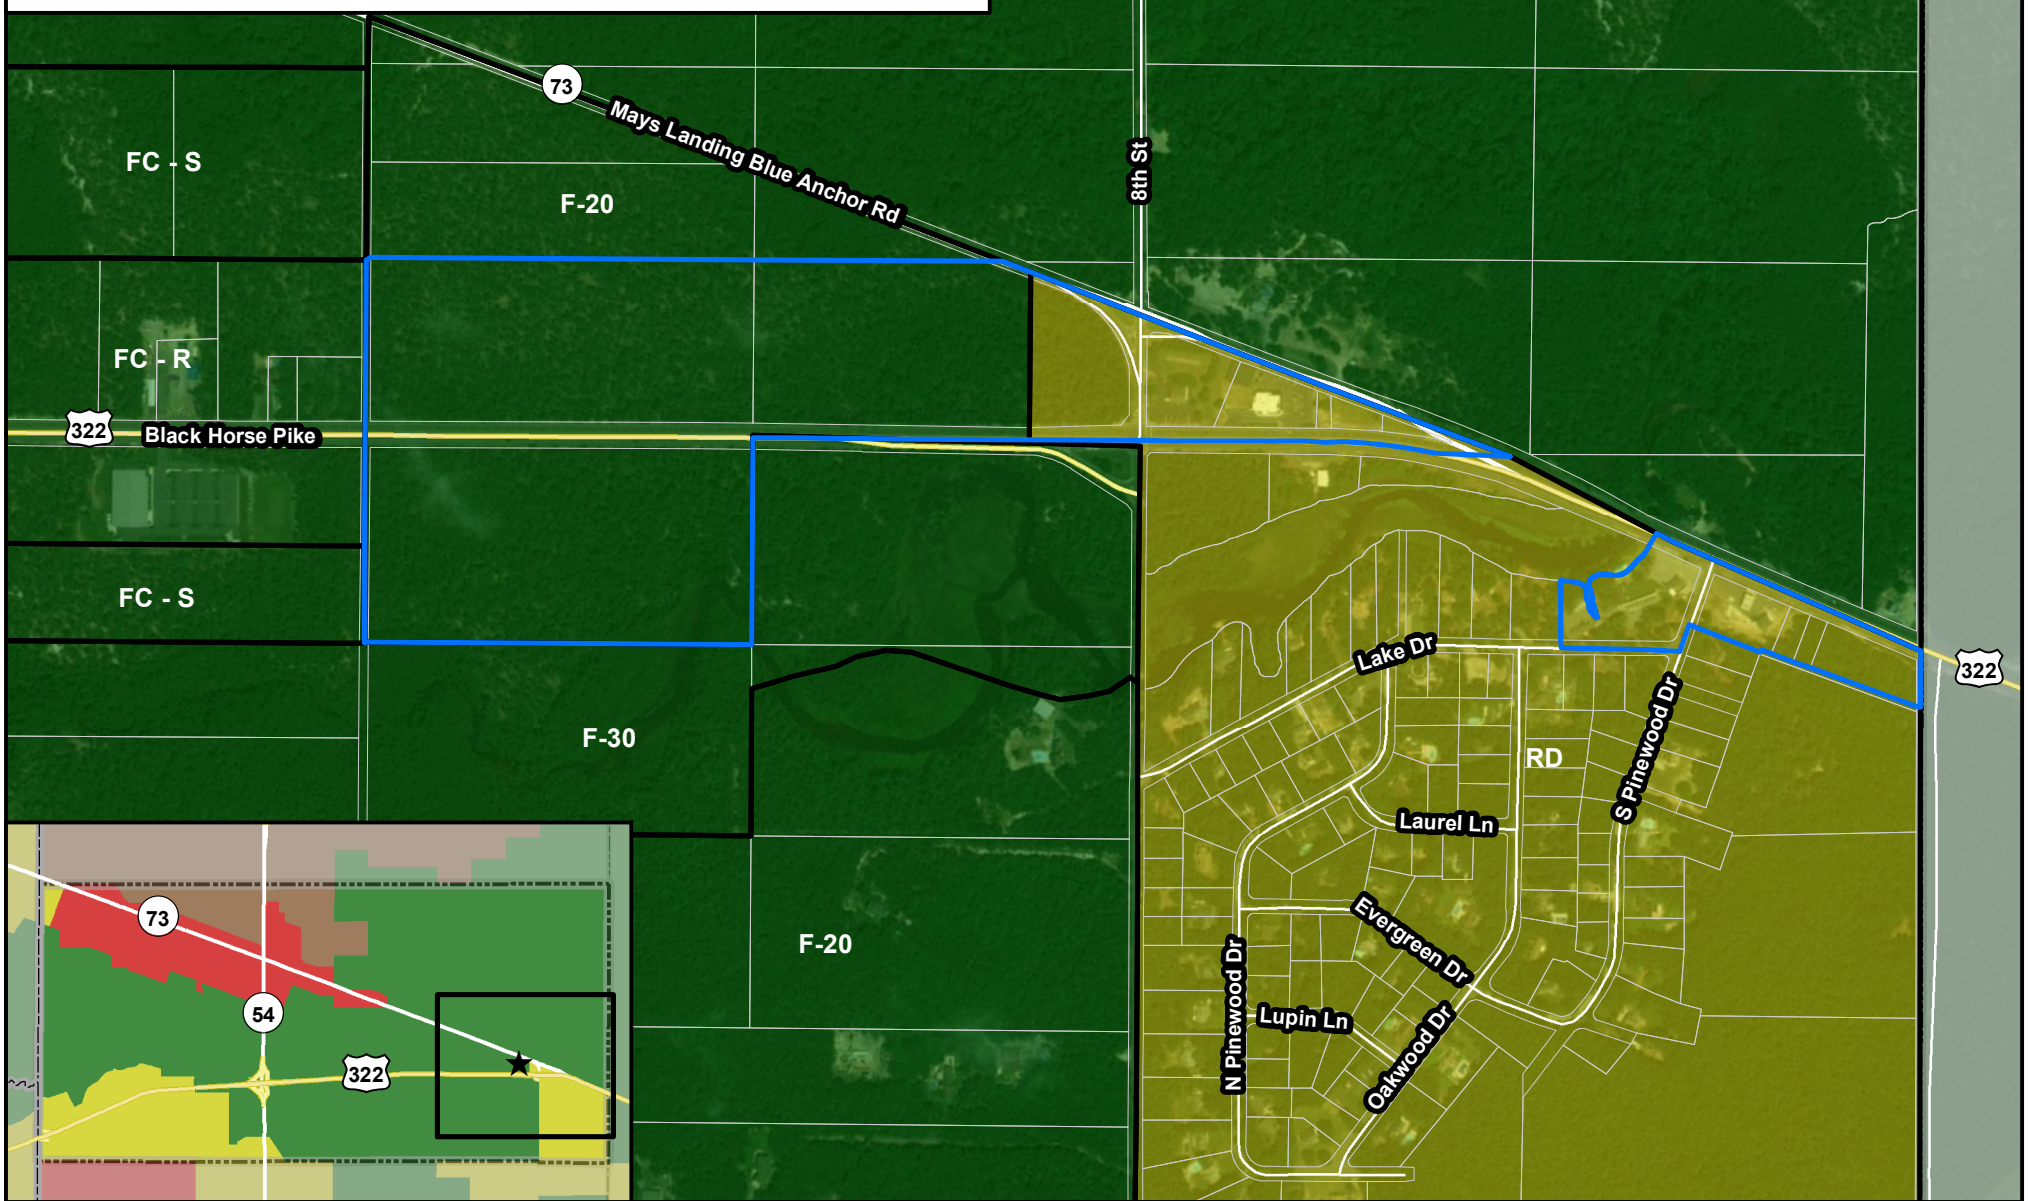 73
Mays Landing Blue Anchor Rd
8th St
FC - S
F-20
FC - R
322
Black Horse Pike
FC - S
Lake Dr
322
S Pinewood Dr
F-30
RD
Laurel Ln
Evergreen Dr
F-20
N Pinewood Dr
Lupin Ln
Oakwood Dr
73
54
322